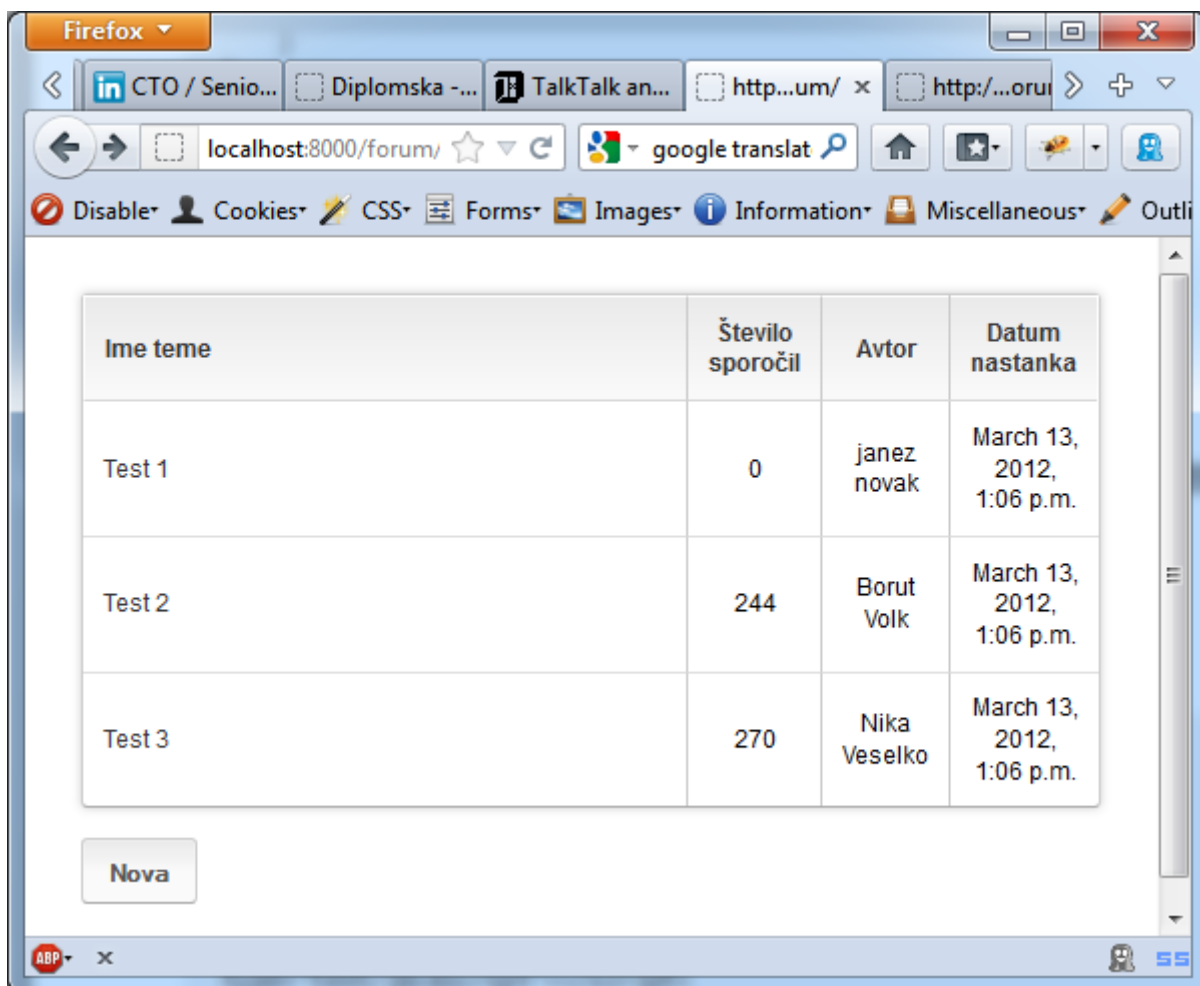 Firefox
in CTO / Senio...
Diplomska -...
TalkTalk an...
http...um/
http:/...orui
localhost:8000/forum/
google translat
Disable
Cookies
CSS
Forms
Images
Information
Miscellaneous
Outli
Ime teme
Število
sporočil
Avtor
Datum
nastanka
Test 1
0
janez
novak
March 13,
2012,
1:06 p.m.
Test 2
244
Borut
Volk
March 13,
2012,
1:06 p.m.
Test 3
270
Nika
Veselko
March 13,
2012,
1:06 p.m.
Nova
ABP